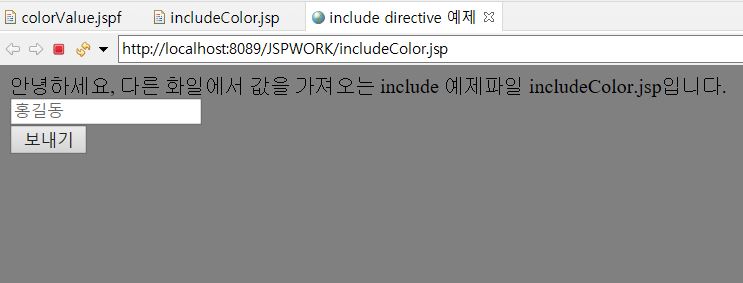 colorValue.jspf includeColor.jsp include directive 예제
http://localhost:8089/JSPWORK/includeColor.jsp
안녕하세요, 다른 화일에서 값을 가져오는 include 예제파일 includeColor.jsp입니다.
홍길동
보내기